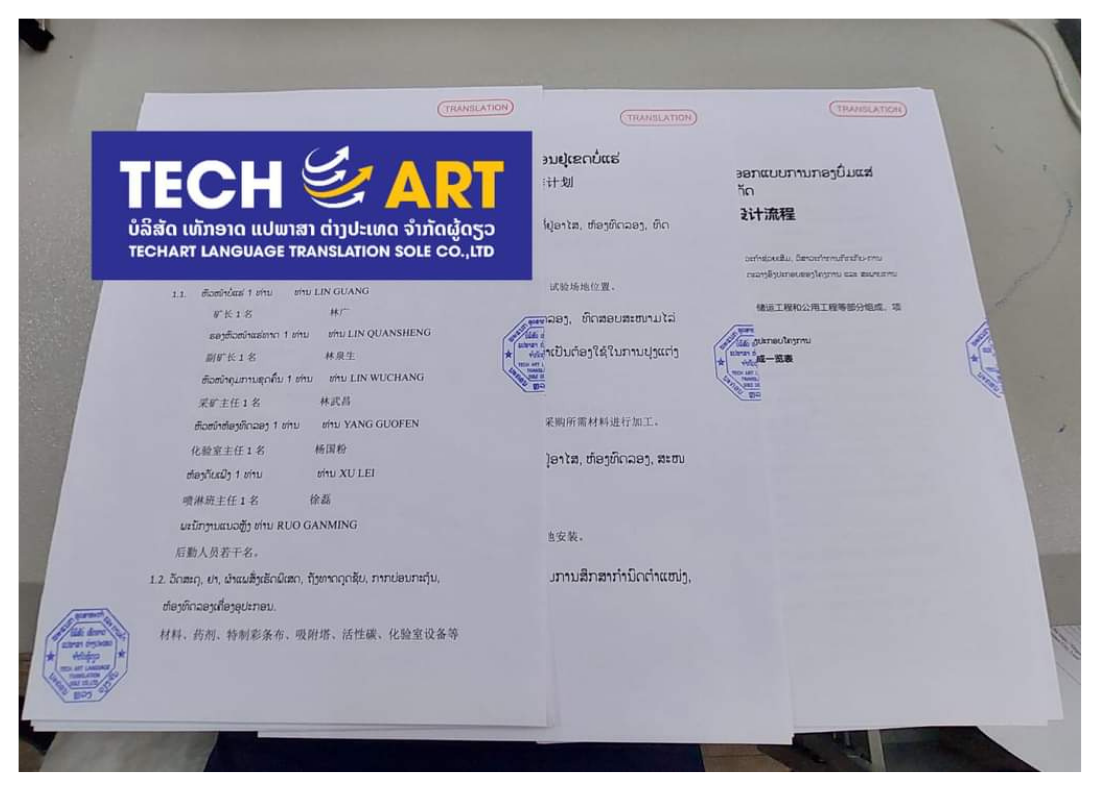 TRANSLATION
TECH ART
ບໍລິສັດ ເທັກອາດ ແປພາສາ ຕ່າງປະເທດ ຈຳກັດຜູ້ດຽວ
TECHART LANGUAGE TRANSLATION SOLE CO.,LTD
1.1. ຫົວໜ້າບໍ່ແຮ່ 1 ທ່ານ ທ່ານ LIN GUANG
矿长1名 林广
ຮອງຫົວໜ້າແຮ່ທາດ 1 ທ່ານ ທ່ານ LIN QUANSHENG
副矿长1名 林泉生
ຫົວໜ້າຄຸມການຂຸດຄົ້ນ 1 ທ່ານ ທ່ານ LIN WUCHANG
采矿主任1名 林武昌
ຫົວໜ້າຫ້ອງທົດລອງ 1 ທ່ານ ທ່ານ YANG GUOFEN
化验室主任1名 杨国粉
1 ທ່ານ ທ່ານ XU LEI
喷淋班主任1名 徐磊
ພະນັກງານແນວຫຼັງ ທ່ານ RUO GANMING
后勤人员若干名。
1.2. ວັດສະດຸ, ຢາ, ຜ້າແພສັ່ງເຮັດພິເສດ, ຖັງທາດດູດຊັບ, ກາກບ່ອນກະຕຸ້ນ,
ຫ້ອງທົດລອງເຄື່ອງອຸປະກອນ.
材料、药剂、特制彩条布、吸附塔、活性碳、化验室设备等
TRANSLATION
ອນຢູ່ເຂດບໍ່ແຮ່
计划
ຢູ່ອາໄສ, ຫ້ອງທົດລອງ, ທົດ
试验场地位置。
ລອງ, ທົດສອບສະໜາມໄລ່
ຈຳເປັນຕ້ອງໃຊ້ໃນການປຸງແຕ່ງ
采购所需材料进行加工。
ຢູ່ອາໄສ, ຫ້ອງທົດລອງ, ສະໜ
安装。
ການສຶກສາກຳນົດຕຳແໜ່ງ,
TRANSLATION
ອອກແບບການກອງບົ່ມແຮ່
ກັດ
设计流程
储运工程和公用工程等部分组成。项
ອົງປະກອບໂຄງການ
成一览表